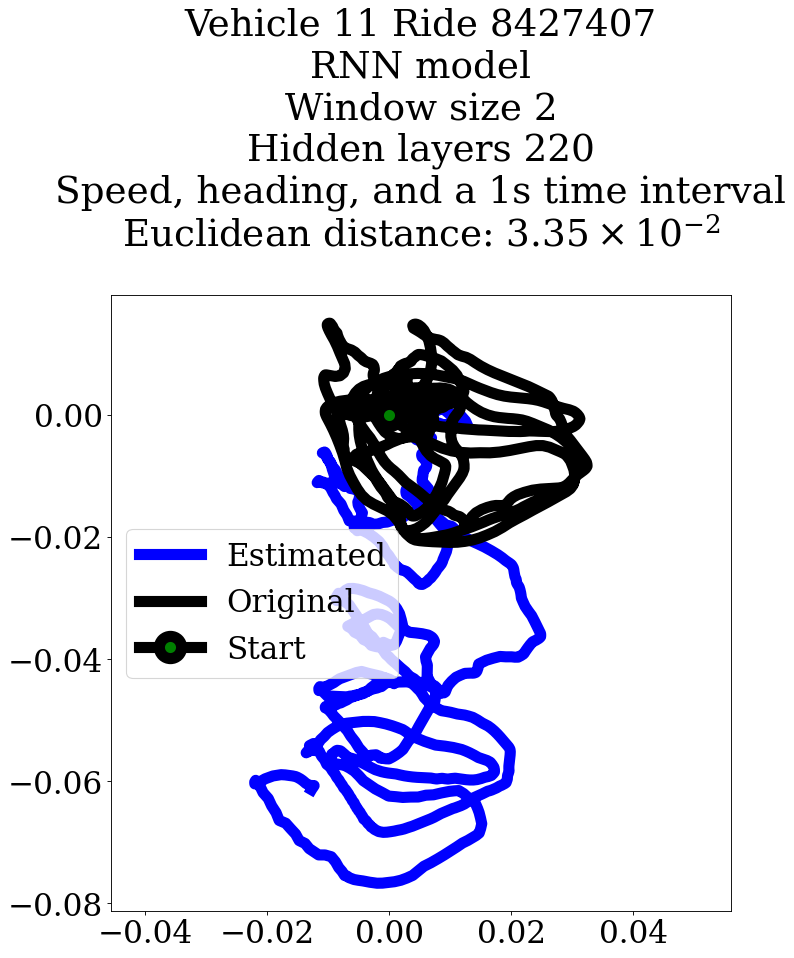 Vehicle 11 Ride 8427407
RNN model
Window size 2
Hidden layers 220
Speed, heading, and a 1s time interval
Euclidean distance: 3.35 × 10⁻²
0.00
−0.02
Estimated
Original
Start
−0.04
−0.06
−0.08
−0.04 −0.02 0.00 0.02 0.04